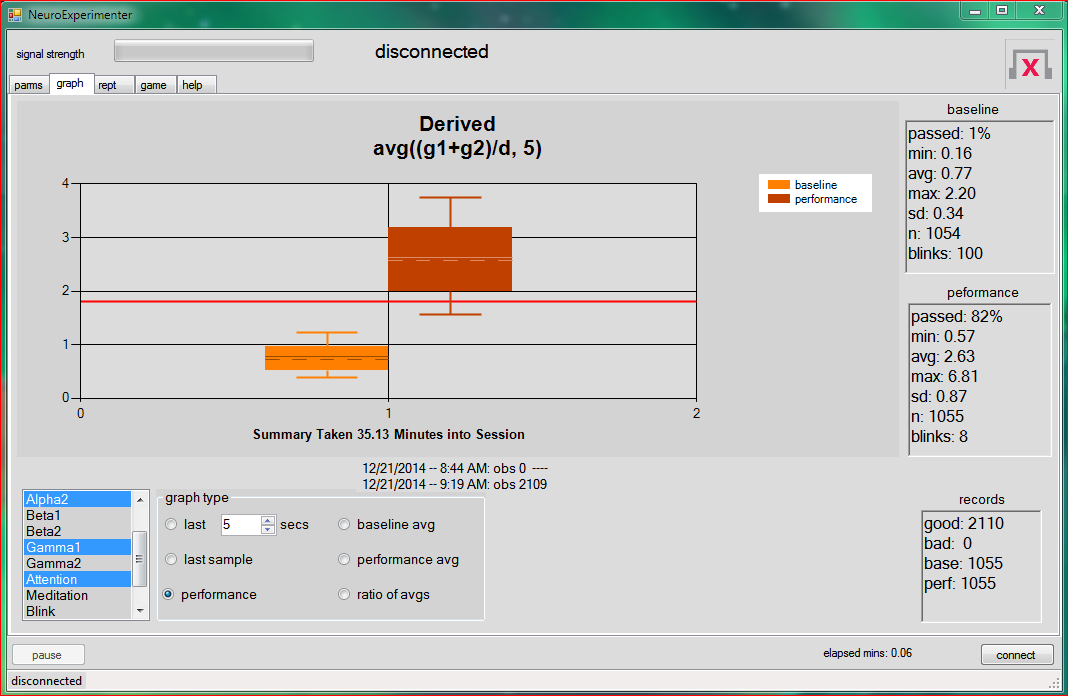 NeuroExperimenter
signal strength
disconnected
X
parms graph rept game help
Derived
avg((g1+g2)/d, 5)
4
3
2
1
0
0 1 2
Summary Taken 35.13 Minutes into Session
baseline
performance
12/21/2014 -- 8:44 AM: obs 0 ----
12/21/2014 -- 9:19 AM: obs 2109
baseline
passed: 1%
min: 0.16
avg: 0.77
max: 2.20
sd: 0.34
n: 1054
blinks: 100
peformance
passed: 82%
min: 0.57
avg: 2.63
max: 6.81
sd: 0.87
n: 1055
blinks: 8
Alpha2
Beta1
Beta2
Gamma1
Gamma2
Attention
Meditation
Blink
graph type
last 5 secs
last sample
performance
baseline avg
performance avg
ratio of avgs
records
good: 2110
bad: 0
base: 1055
perf: 1055
pause
elapsed mins: 0.06
connect
disconnected